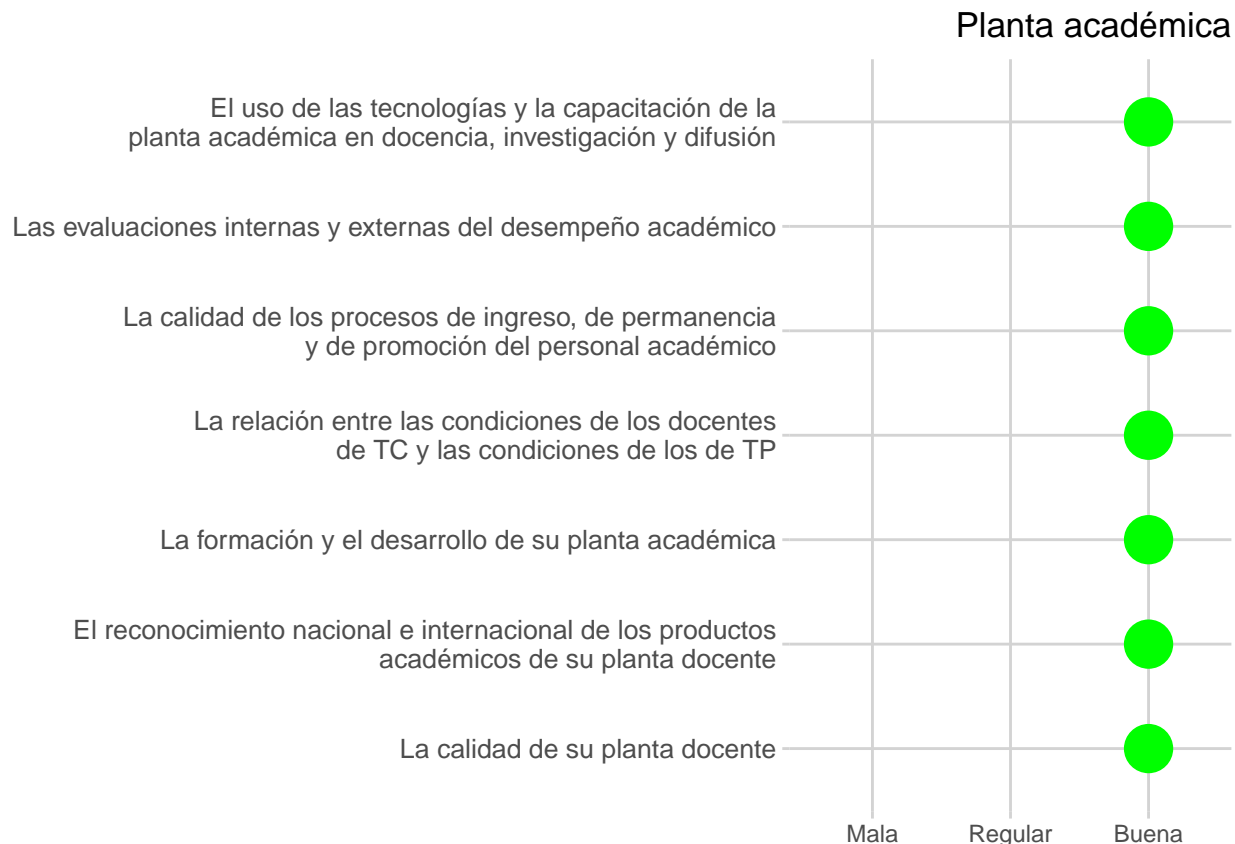 Planta académica
El uso de las tecnologías y la capacitación de la
planta académica en docencia, investigación y difusión
Las evaluaciones internas y externas del desempeño académico
La calidad de los procesos de ingreso, de permanencia
y de promoción del personal académico
La relación entre las condiciones de los docentes
de TC y las condiciones de los de TP
La formación y el desarrollo de su planta académica
El reconocimiento nacional e internacional de los productos
académicos de su planta docente
La calidad de su planta docente
Mala Regular Buena